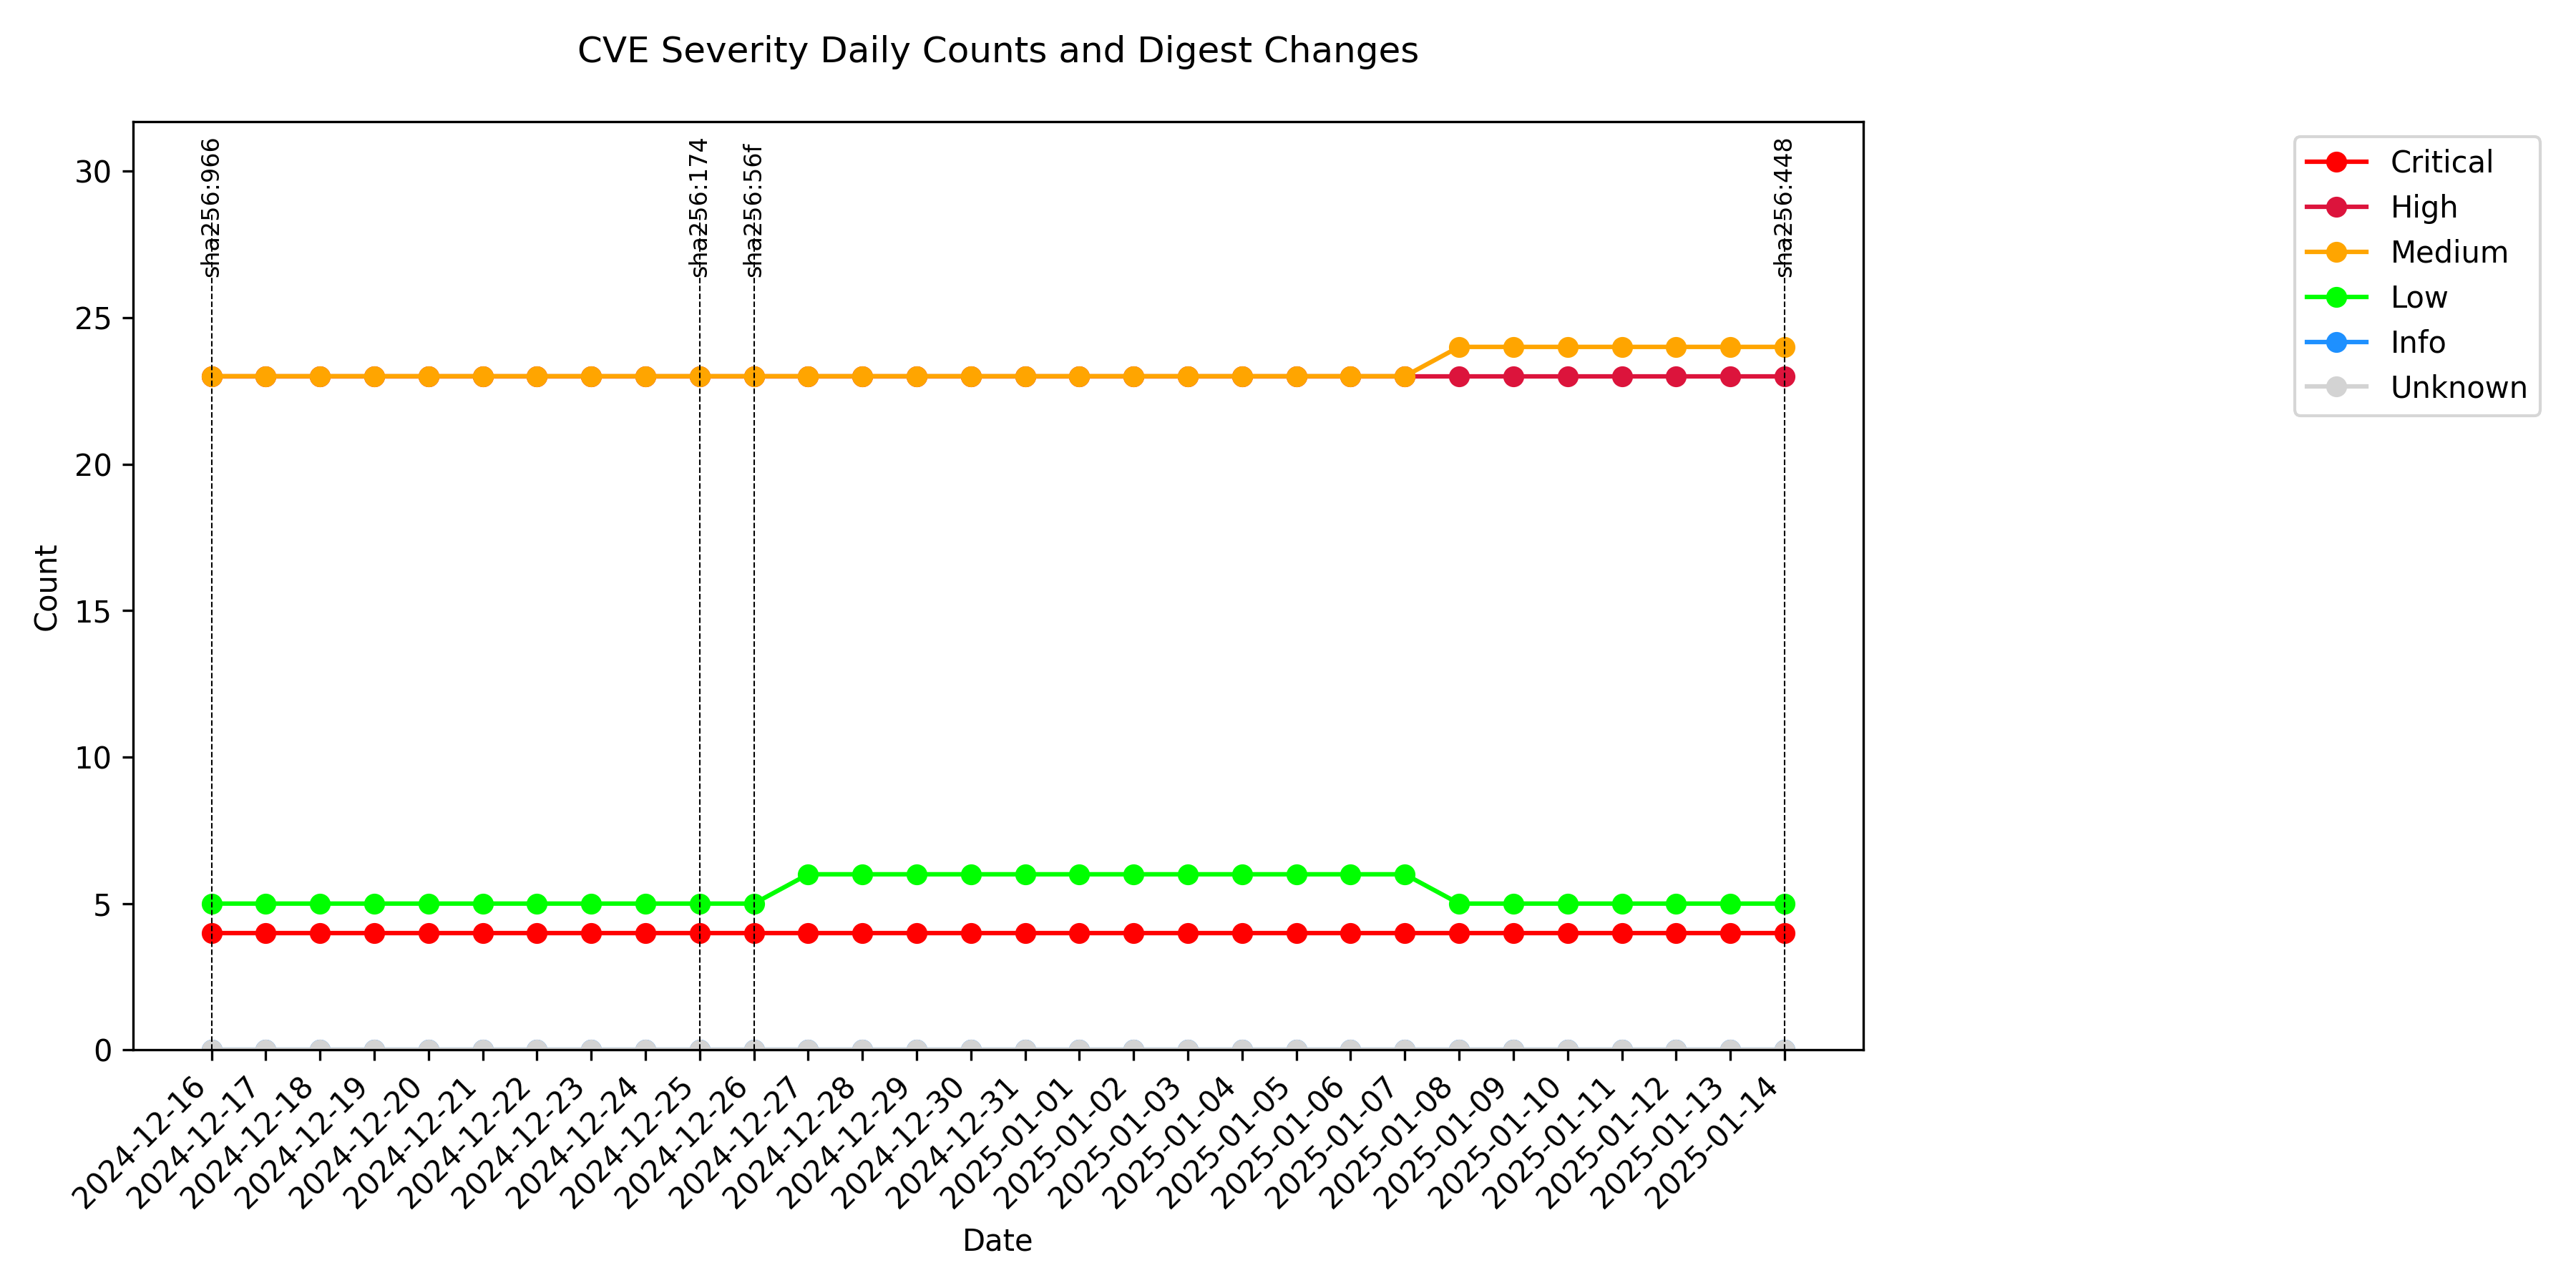 CVE Severity Daily Counts and Digest Changes
sha256:966
sha256:174
sha256:56f
sha256:448
Critical
High
Medium
Low
Info
Unknown
Count
30
25
20
15
10
5
0
2024-12-16
2024-12-17
2024-12-18
2024-12-19
2024-12-20
2024-12-21
2024-12-22
2024-12-23
2024-12-24
2024-12-25
2024-12-26
2024-12-27
2024-12-28
2024-12-29
2024-12-30
2024-12-31
2025-01-01
2025-01-02
2025-01-03
2025-01-04
2025-01-05
2025-01-06
2025-01-07
2025-01-08
2025-01-09
2025-01-10
2025-01-11
2025-01-12
2025-01-13
2025-01-14
Date